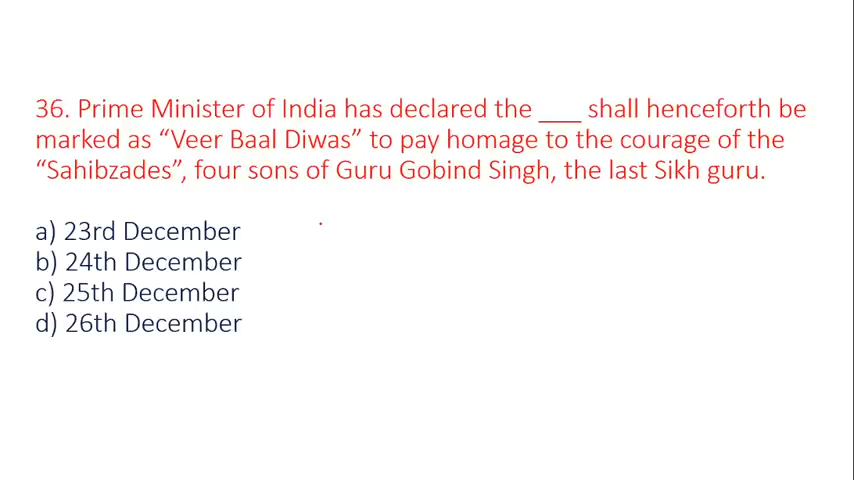 36. Prime Minister of India has declared the ___ shall henceforth be
marked as “Veer Baal Diwas” to pay homage to the courage of the
“Sahibzades”, four sons of Guru Gobind Singh, the last Sikh guru.
a) 23rd December
b) 24th December
c) 25th December
d) 26th December